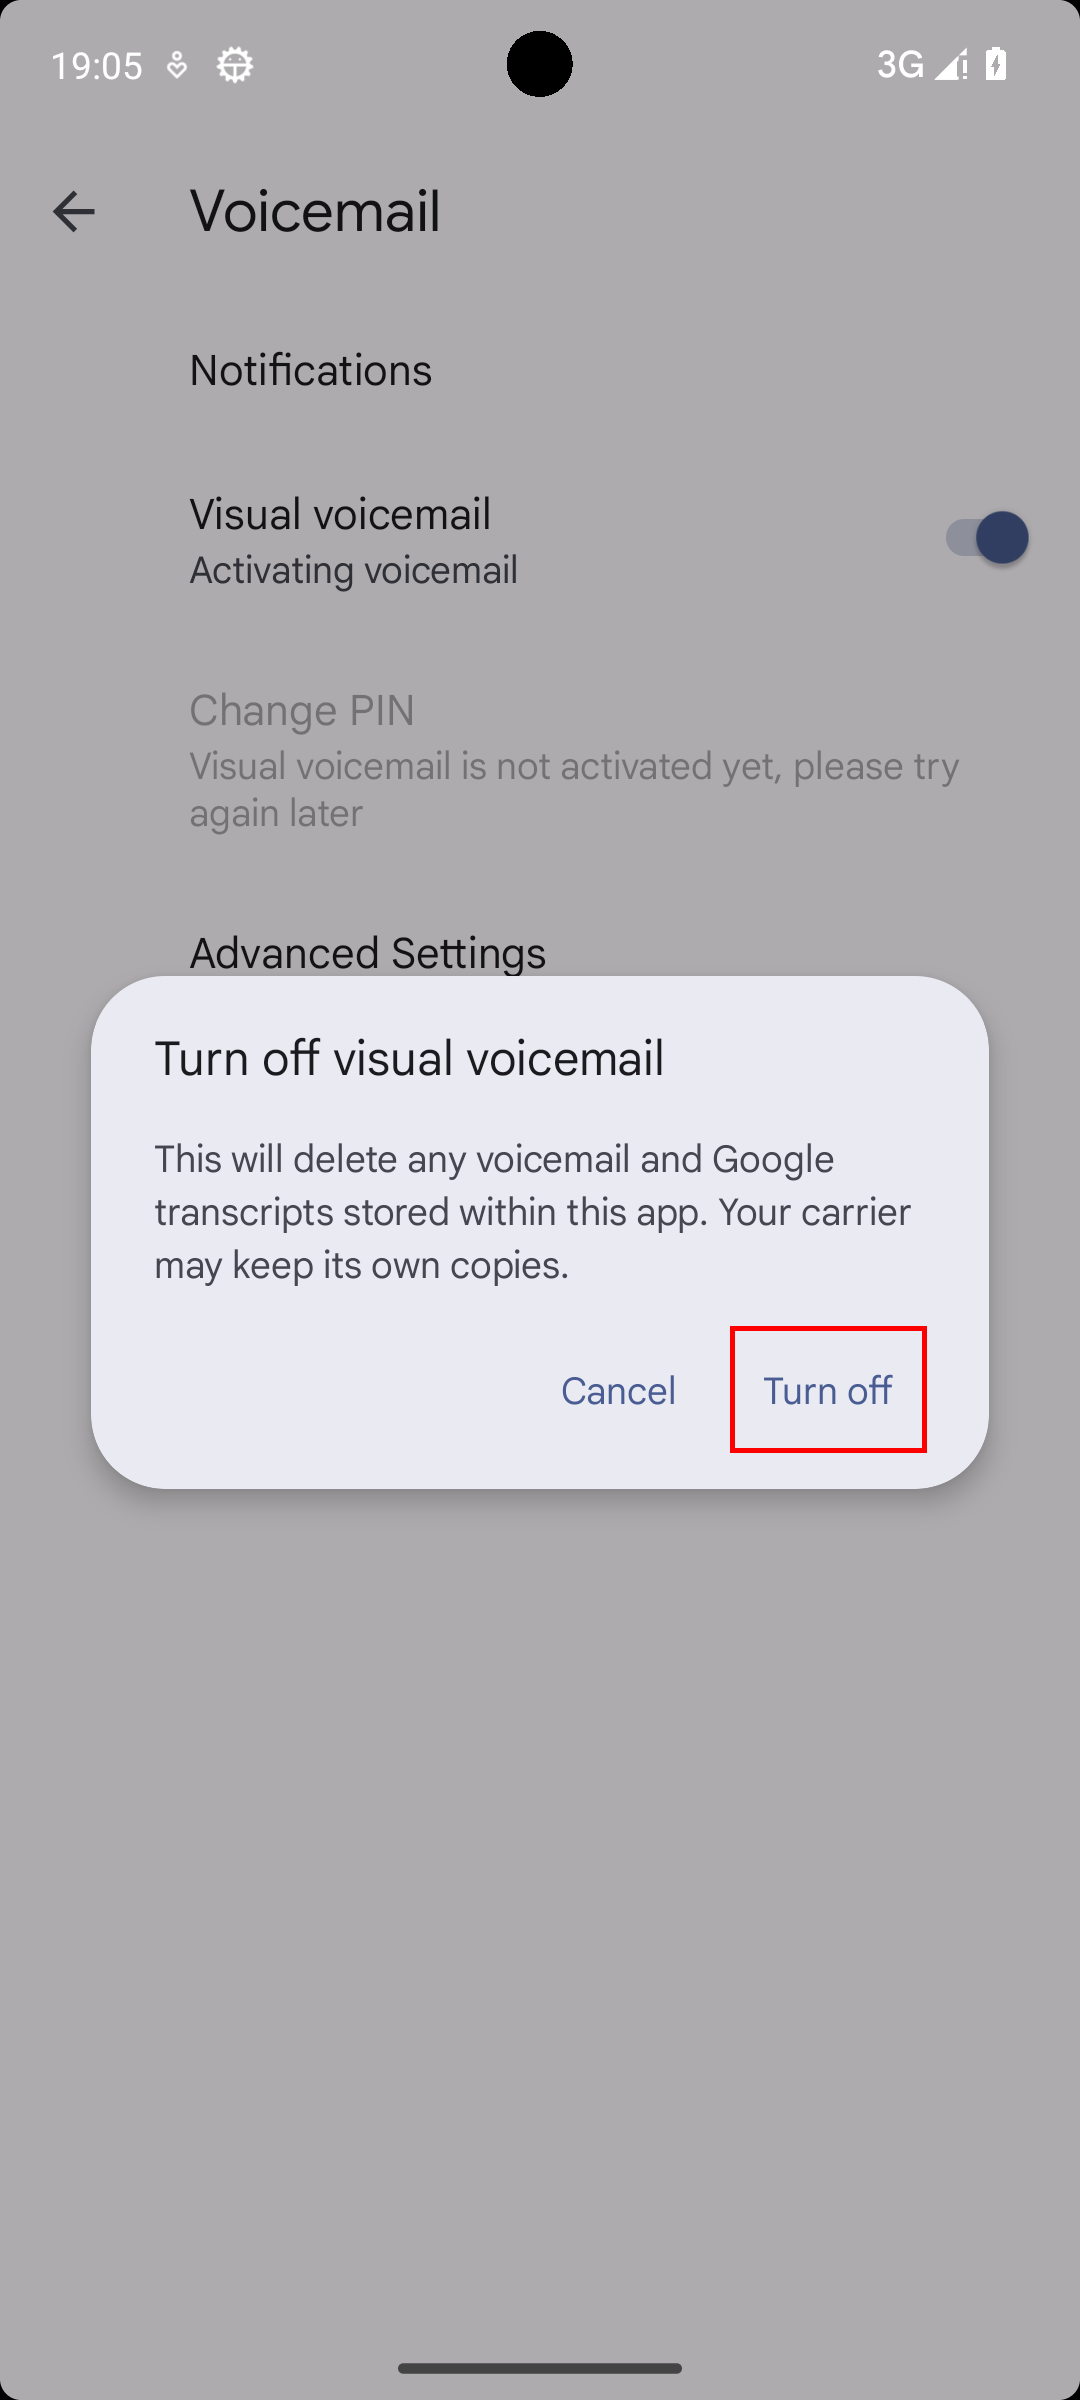 19:05
3G
Voicemail
Notifications
Visual voicemail
Activating voicemail
Change PIN
Visual voicemail is not activated yet, please try
again later
Advanced Settings
Turn off visual voicemail
This will delete any voicemail and Google
transcripts stored within this app. Your carrier
may keep its own copies.
Cancel
Turn off